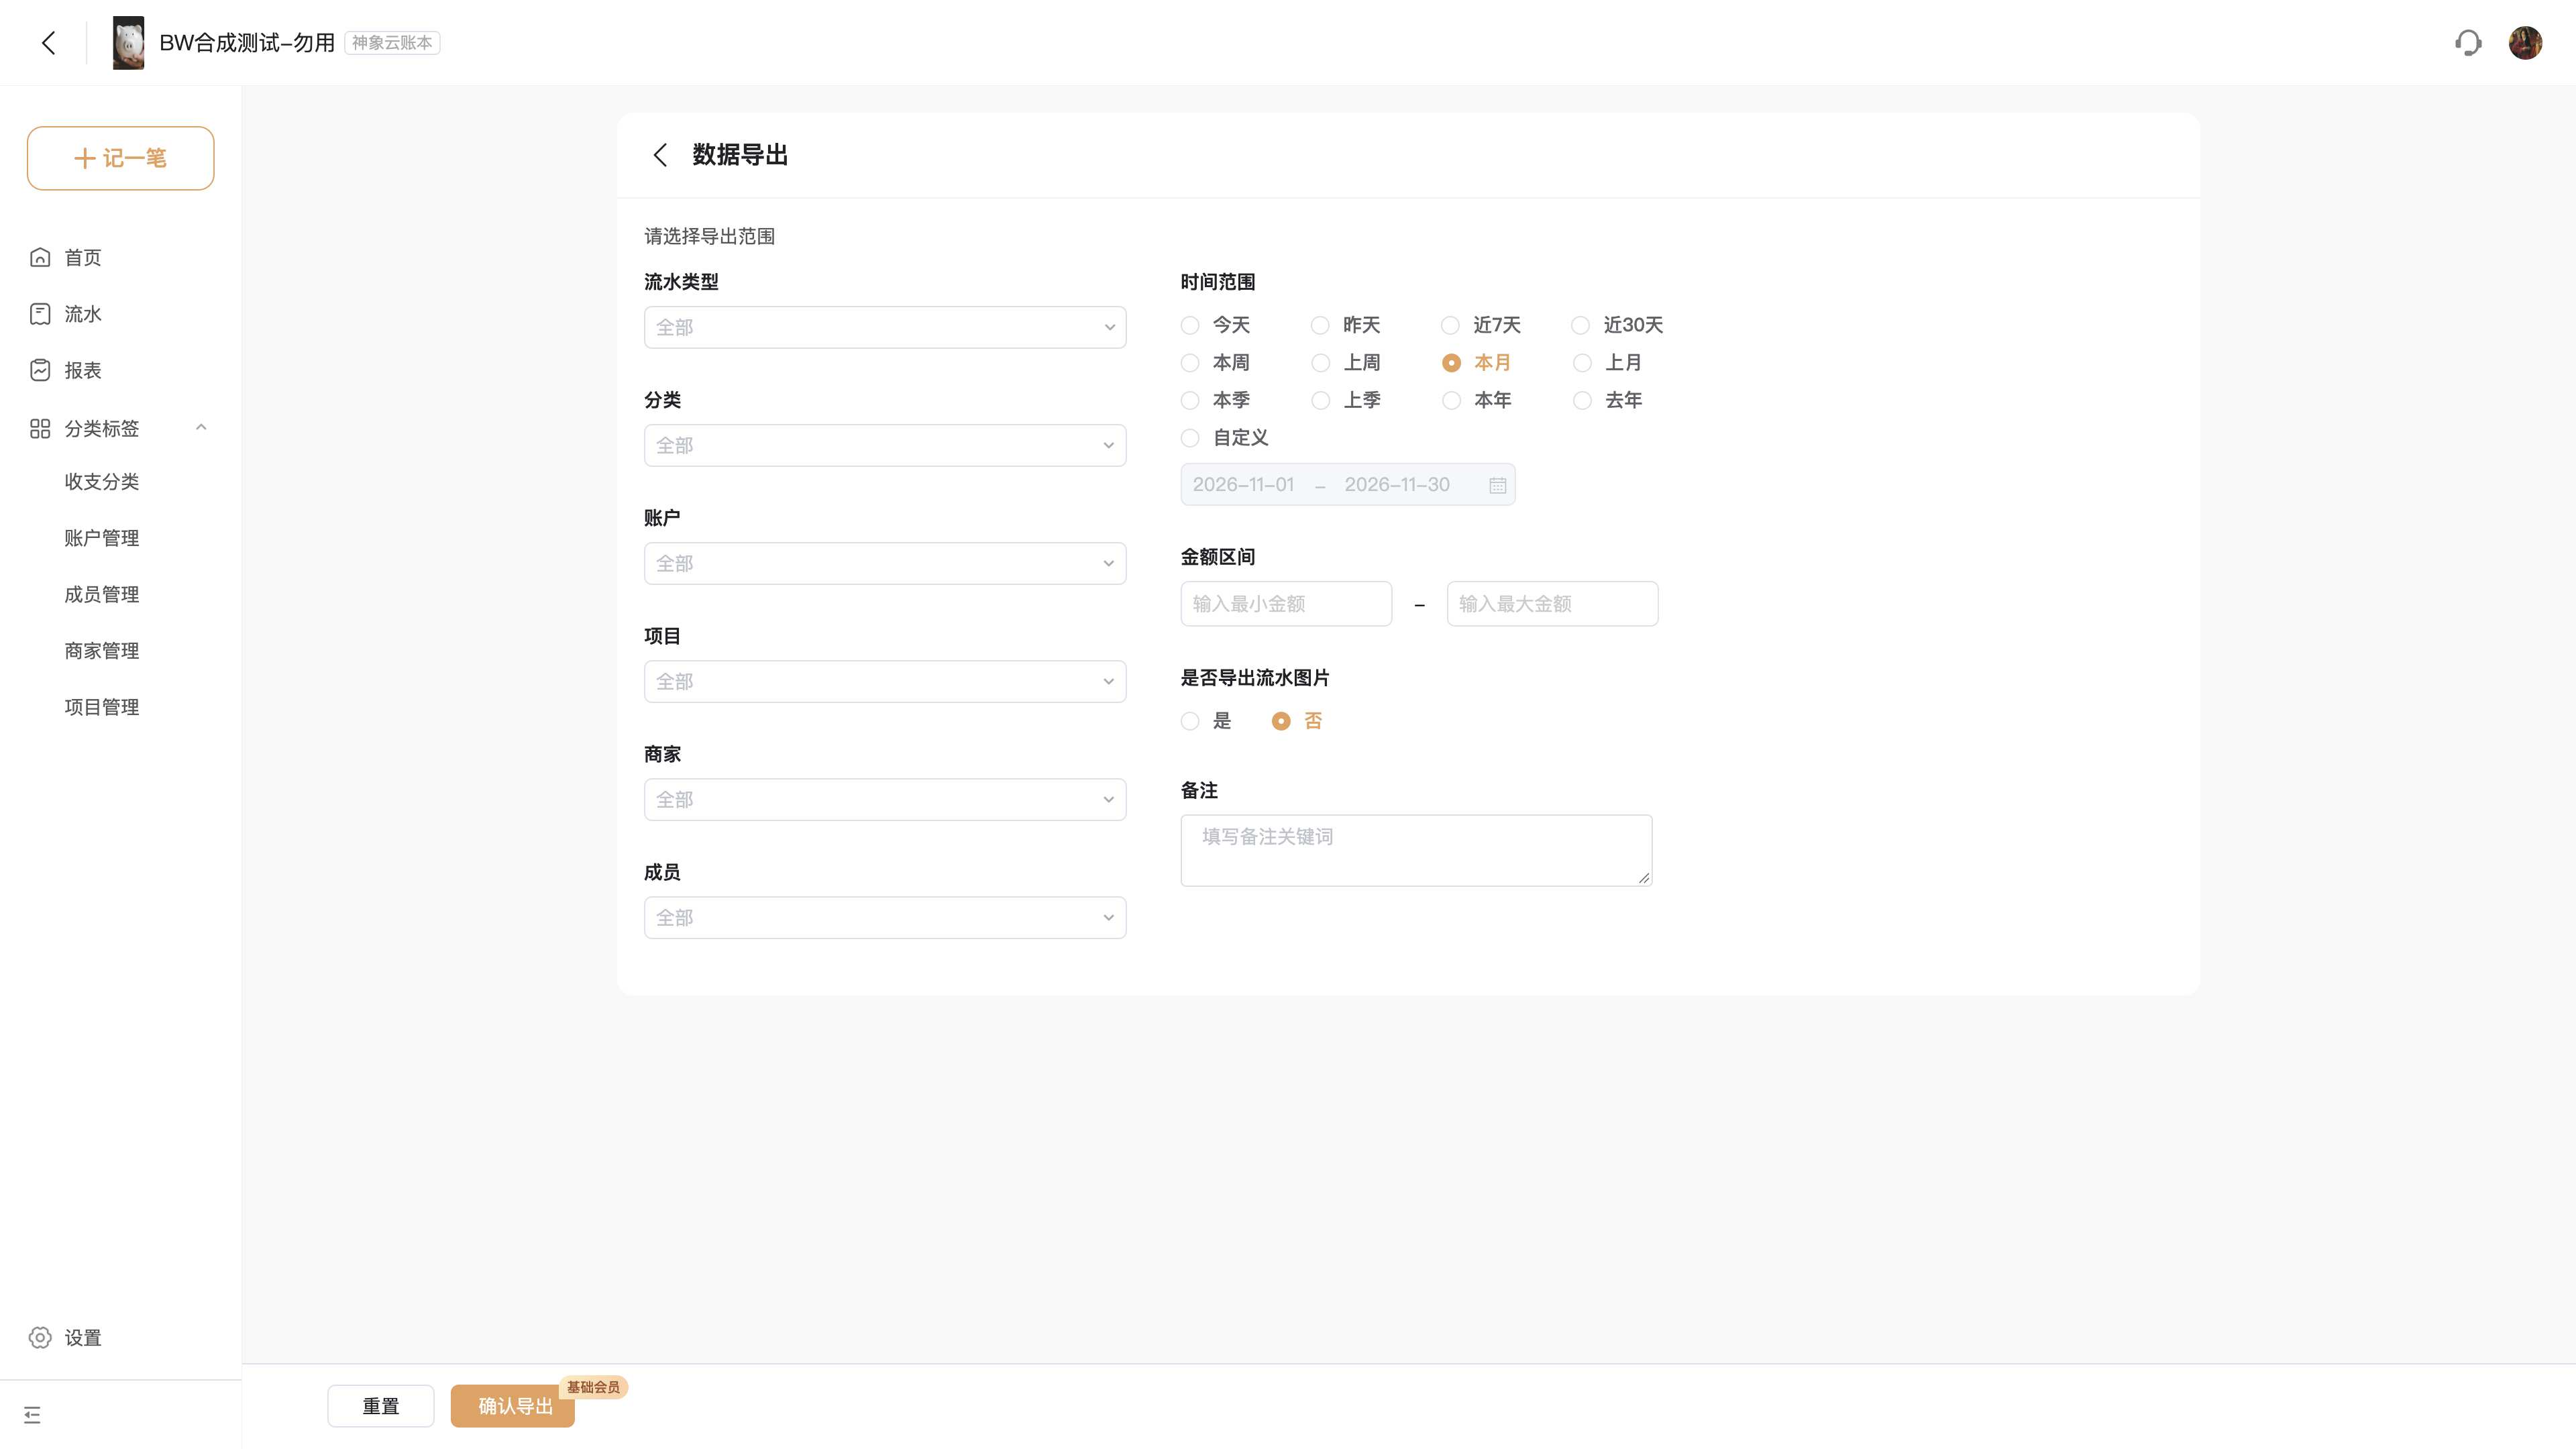 BW合成测试-勿用 神象云账本
记一笔
首页
流水
报表
分类标签
收支分类
账户管理
成员管理
商家管理
项目管理
设置
数据导出
请选择导出范围
流水类型
全部
分类
全部
账户
全部
项目
全部
商家
全部
成员
全部
时间范围
今天 昨天 近7天 近30天
本周 上周 本月 上月
本季 上季 本年 去年
自定义
2026-11-01 - 2026-11-30
金额区间
输入最小金额 - 输入最大金额
是否导出流水图片
是 否
备注
填写备注关键词
重置 确认导出 基础会员